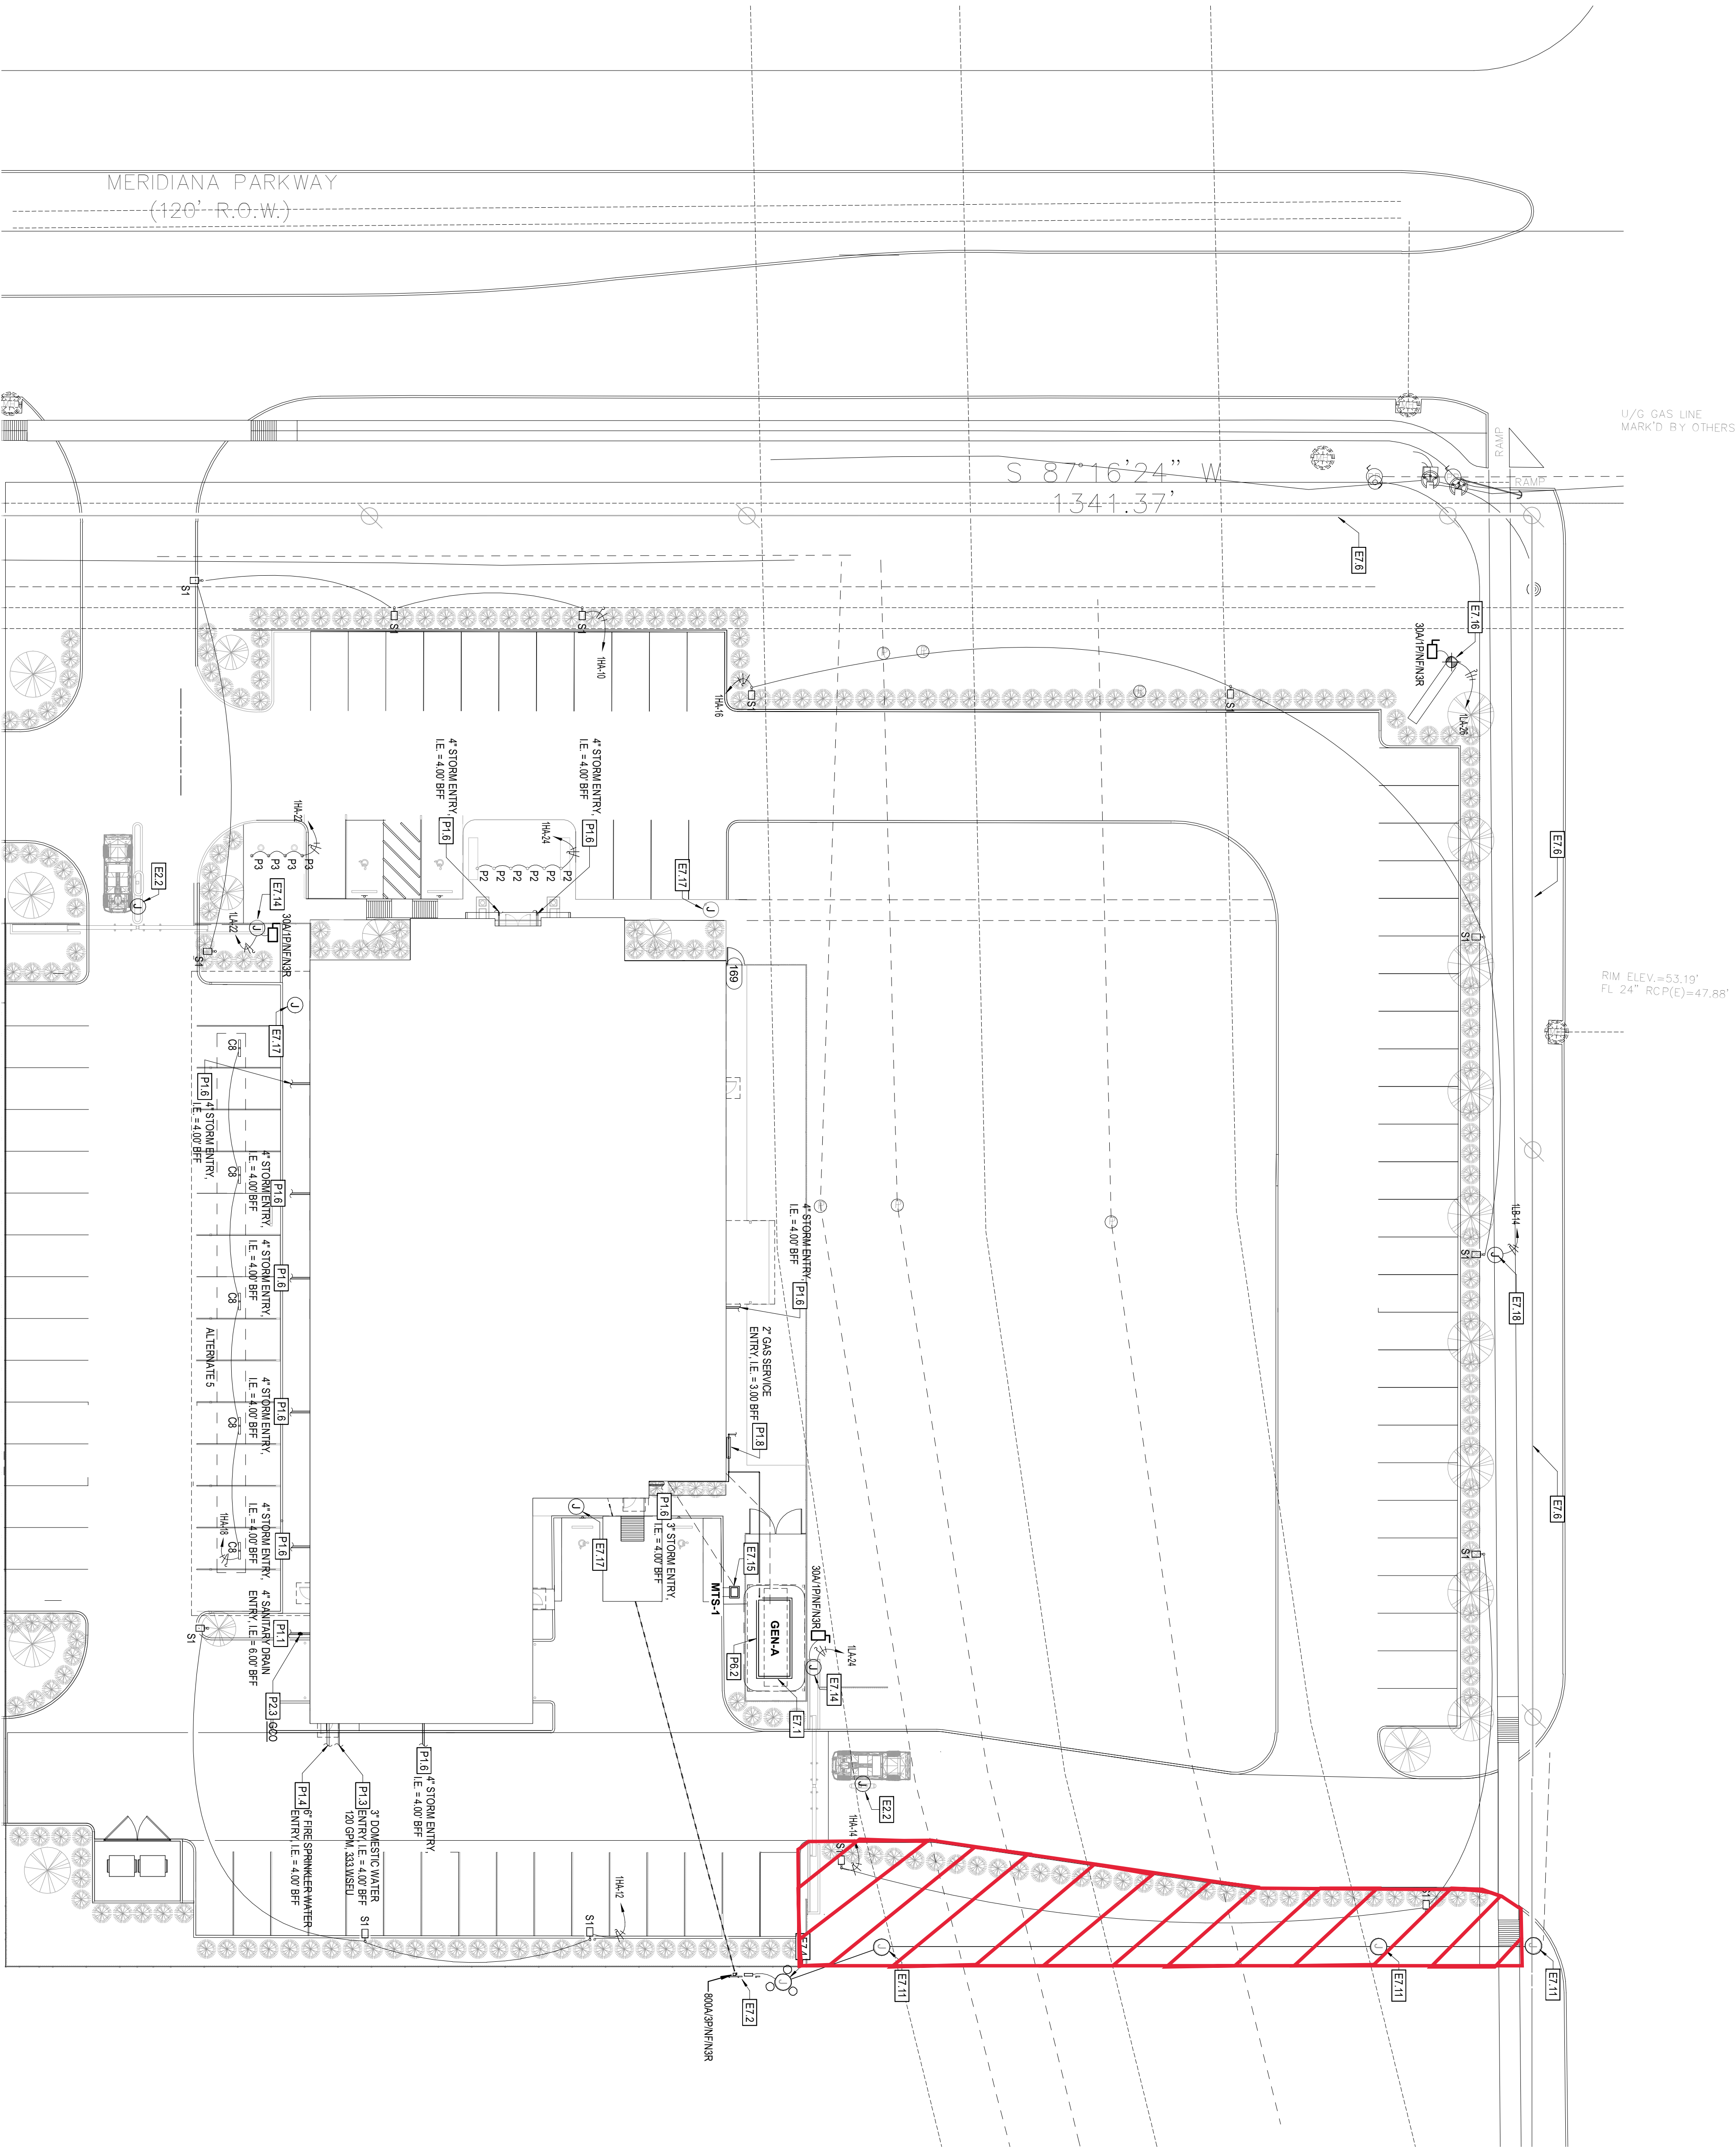 MERIDIANA PARKWAY
(120' R.O.W.)
U/G GAS LINE
MARK'D BY OTHERS
RAMP
RAMP
S 87°16'24" W
1341.37'
E7.6
S1
S1
S1
1HA-10
E7.16
30A/1P/NF/N3R
1LA-26
1HA-16
S1
S1
4" STORM ENTRY,
I.E. = 4.00' BFF
P1.6
4" STORM ENTRY,
I.E. = 4.00' BFF
P1.6
1HA-22
1HA-24
P3
P3
P3
P3
P2
P2
P2
P2
P2
P2
E7.17
J
E2.2
J
E7.14
1LA-22
J
30A/1P/NF/N3R
S1
E7.6
S1
169
RIM ELEV.=53.19'
FL 24" RCP(E)=47.88'
J
E7.17
C8
P1.6
4" STORM ENTRY,
I.E. = 4.00' BFF
C8
4" STORM ENTRY,
I.E. = 4.00' BFF
P1.6
4" STORM ENTRY,
I.E. = 4.00' BFF
P1.6
C8
ALTERNATE 5
4" STORM ENTRY,
I.E. = 4.00' BFF
P1.6
2" GAS SERVICE
ENTRY, I.E. = 3.00 BFF
P1.8
1LB-14
S1
J
E7.18
4" STORM ENTRY,
I.E. = 4.00' BFF
P1.6
C8
4" STORM ENTRY,
I.E. = 4.00' BFF
P1.6
1HA-18
C8
J
E7.17
P1.6
3" STORM ENTRY,
I.E. = 4.00' BFF
E7.15
MTS-1
GEN-A
P6.2
E7.1
30A/1P/NF/N3R
1LA-24
J
E7.14
E7.6
S1
S1
P1.1
4" SANITARY DRAIN
ENTRY, I.E. = 6.00' BFF
P2.3
GCO
P1.4
6" FIRE SPRINKLER WATER
ENTRY, I.E. = 4.00' BFF
P1.3
3" DOMESTIC WATER
ENTRY, I.E. = 4.00' BFF
120 GPM, 333 WSFU
P1.6
4" STORM ENTRY,
I.E. = 4.00' BFF
J
E2.2
1HA-14
S1
S1
S1
S1
1HA-12
J
E7.11
J
E7.11
J
E7.11
J
E7.2
800A/3P/NF/N3R